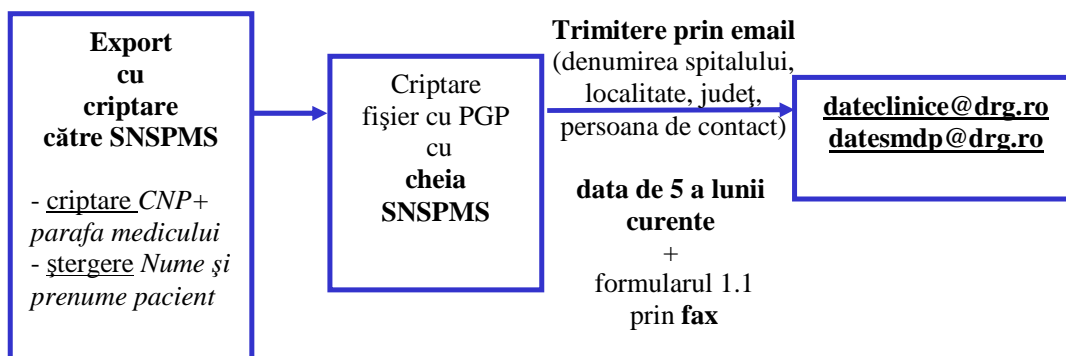 Export
cu
criptare
către SNSPMS
- criptare CNP+
parafa medicului
- ştergere Nume şi
prenume pacient
Criptare
fişier cu PGP
cu
cheia
SNSPMS
Trimitere prin email
(denumirea spitalului,
localitate, judeţ,
persoana de contact)
data de 5 a lunii
curente
+
formularul 1.1
prin fax
dateclinice@drg.ro
datesmdp@drg.ro